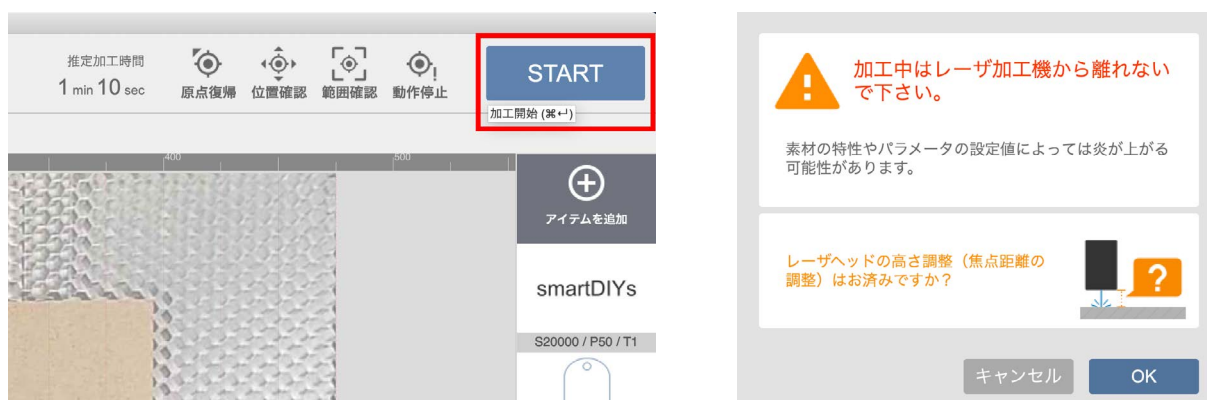 推定加工時間
1 min 10 sec
原点復帰 位置確認 範囲確認 動作停止
START
加工開始 (⌘↩)
400 500
アイテムを追加
smartDIYs
S20000 / P50 / T1
加工中はレーザ加工機から離れない
で下さい。
素材の特性やパラメータの設定値によっては炎が上がる
可能性があります。
レーザヘッドの高さ調整（焦点距離の
調整）はお済みですか？
?
キャンセル OK